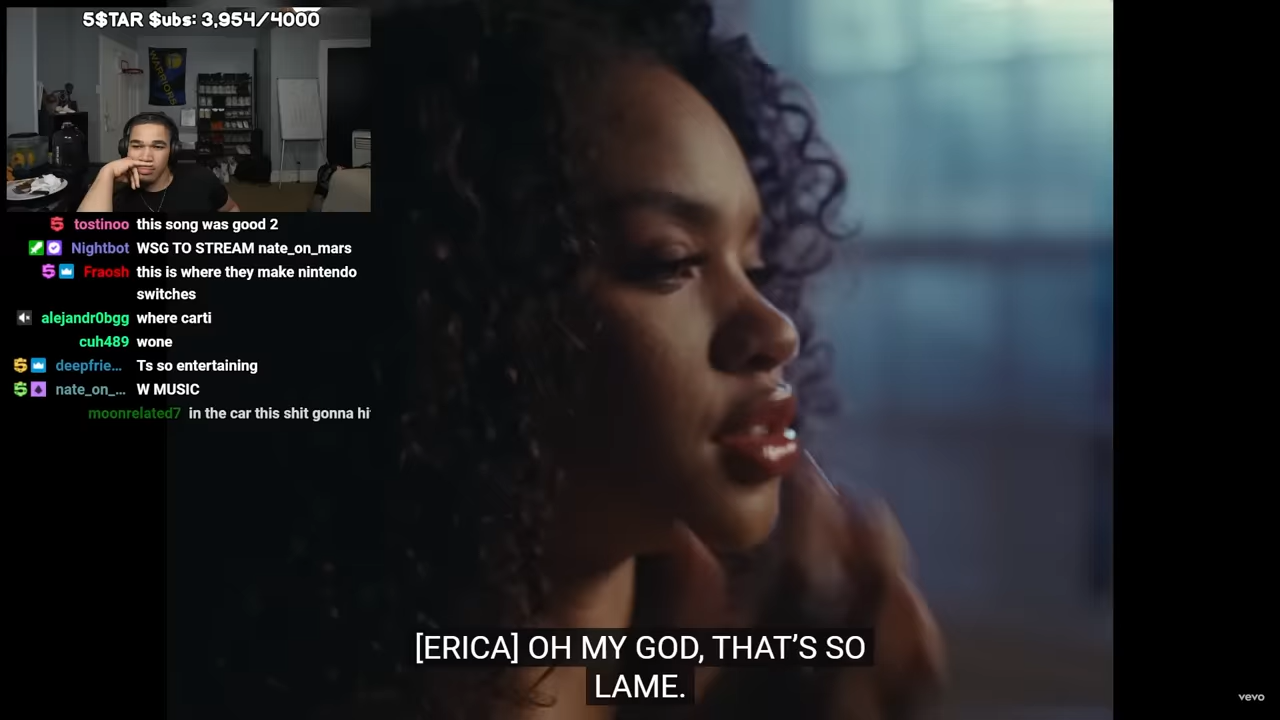 5$TAR $ubs: 3,954/4000
WARRIORS
tostinoo this song was good 2
Nightbot WSG TO STREAM nate_on_mars
Fraosh this is where they make nintendo
switches
alejandr0bgg where carti
cuh489 wone
deepfrie... Ts so entertaining
nate_on_... W MUSIC
moonrelated7 in the car this shit gonna hi
[ERICA] OH MY GOD, THAT'S SO
LAME.
vevo